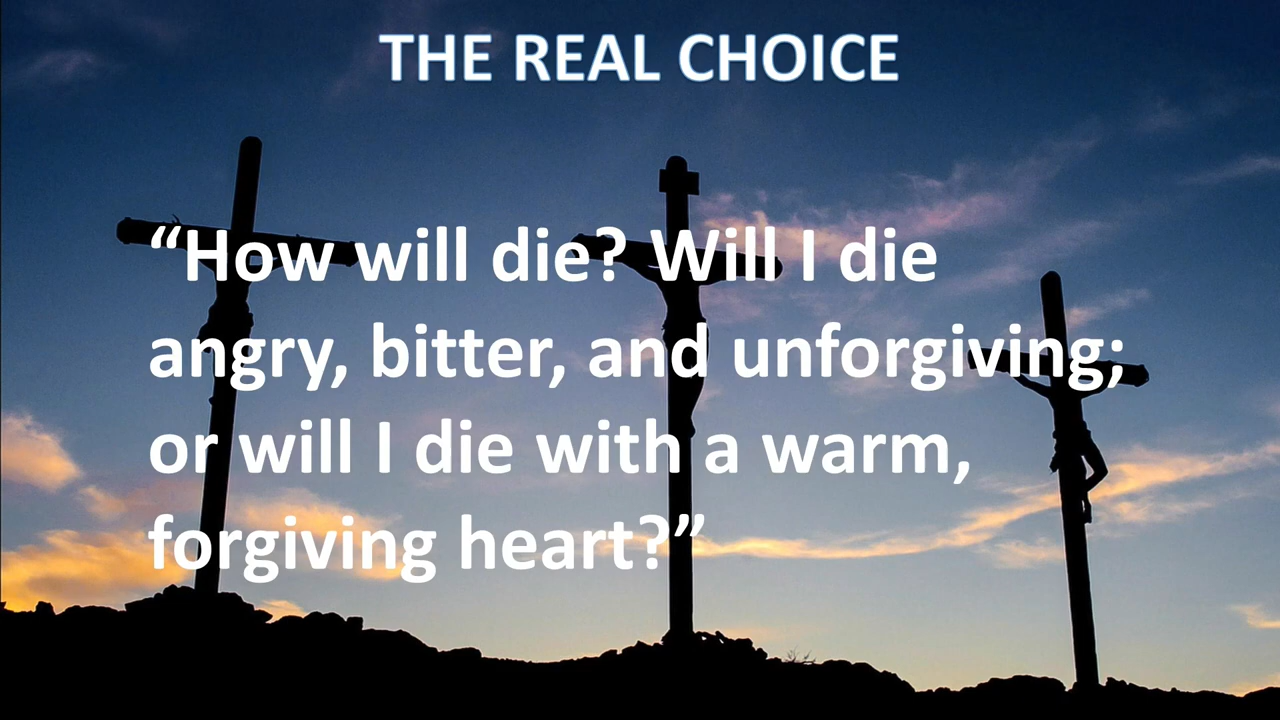 THE REAL CHOICE
“How will die? Will I die
angry, bitter, and unforgiving;
or will I die with a warm,
forgiving heart?”